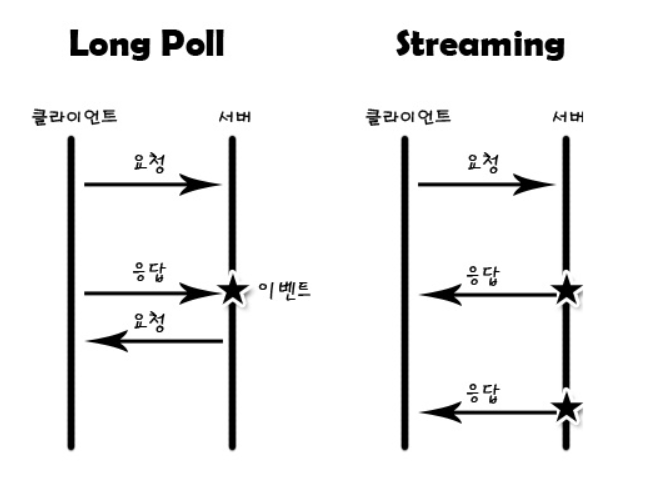 Long Poll
Streaming
클라이언트
서버
클라이언트
서버
요청
요청
응답
이벤트
요청
응답
응답